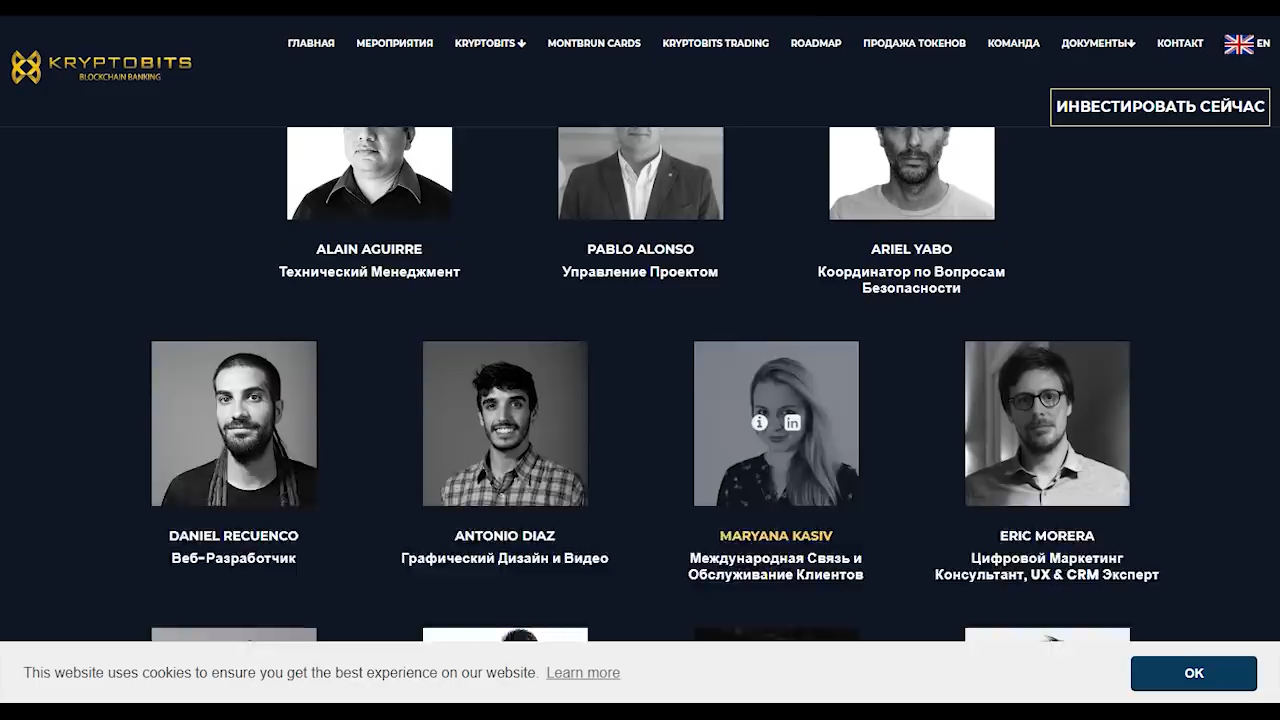 ГЛАВНАЯ МЕРОПРИЯТИЯ KRYPTOBITS MONTBRUN CARDS KRYPTOBITS TRADING ROADMAP ПРОДАЖА ТОКЕНОВ КОМАНДА ДОКУМЕНТЫ КОНТАКТ EN
KRYPTOBITS
BLOCKCHAIN BANKING
ИНВЕСТИРОВАТЬ СЕЙЧАС
ALAIN AGUIRRE
Технический Менеджмент
PABLO ALONSO
Управление Проектом
ARIEL YABO
Координатор по Вопросам
Безопасности
DANIEL RECUENCO
Веб-Разработчик
ANTONIO DIAZ
Графический Дизайн и Видео
in
MARYANA KASIV
Международная Связь и
Обслуживание Клиентов
ERIC MORERA
Цифровой Маркетинг
Консультант, UX & CRM Эксперт
This website uses cookies to ensure you get the best experience on our website. Learn more
OK